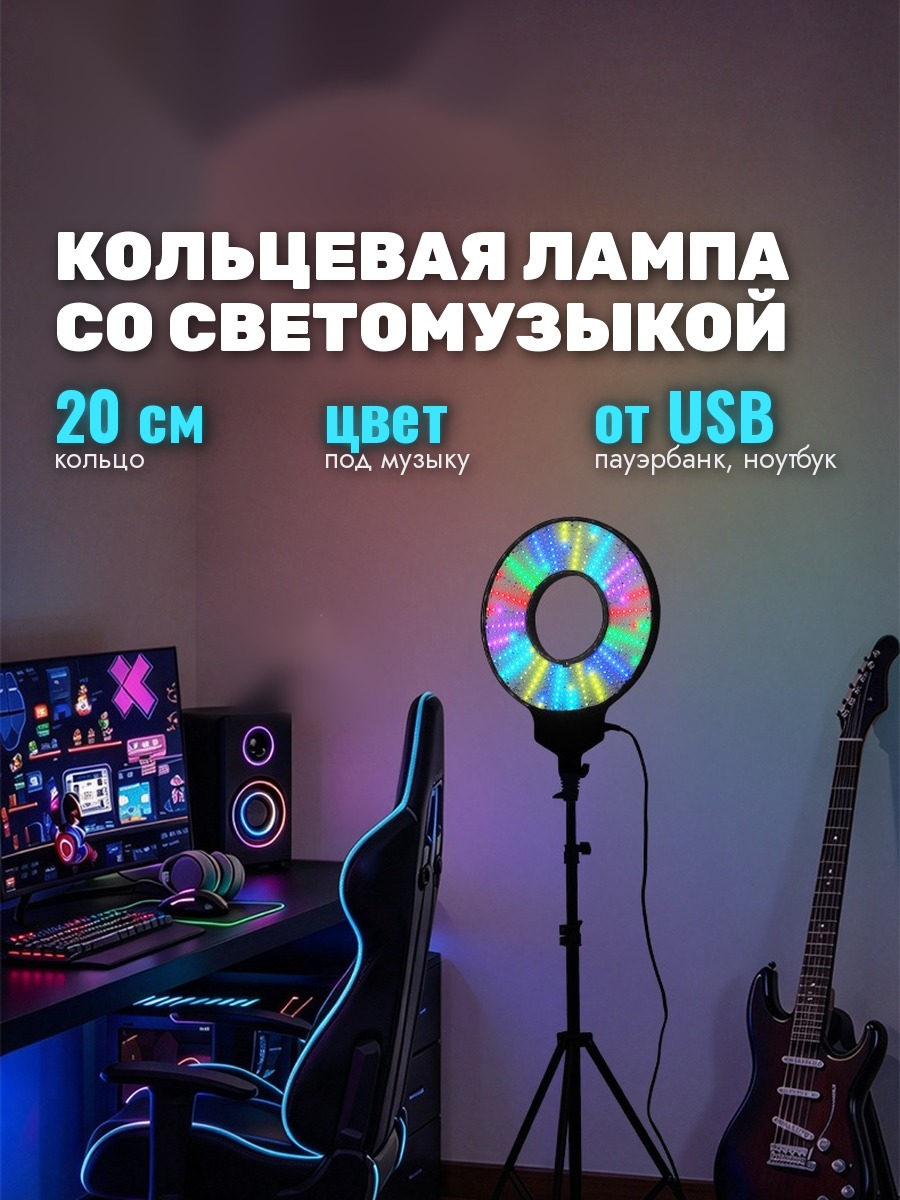 КОЛЬЦЕВАЯ ЛАМПА
СО СВЕТОМУЗЫКОЙ
20 см
кольцо
цвет
под музыку
от USB
пауэрбанк, ноутбук